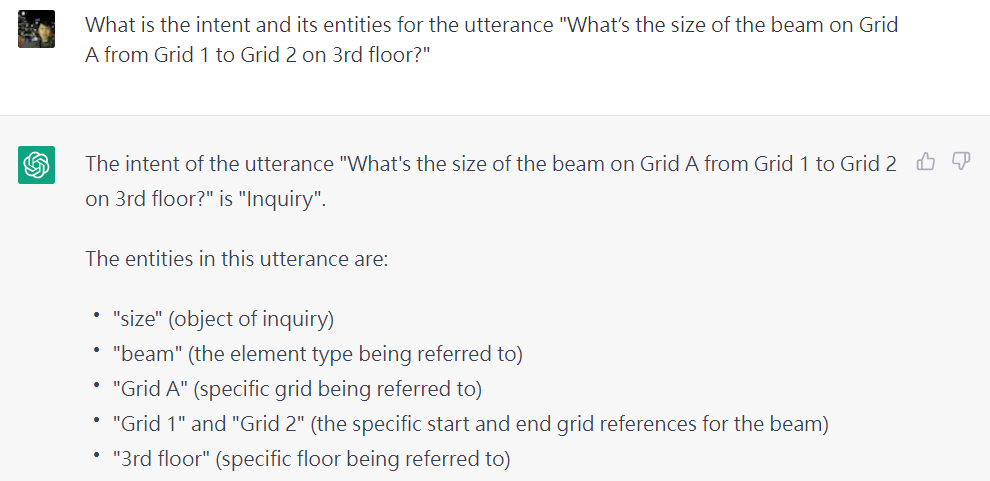 What is the intent and its entities for the utterance "What’s the size of the beam on Grid
A from Grid 1 to Grid 2 on 3rd floor?"
The intent of the utterance "What's the size of the beam on Grid A from Grid 1 to Grid 2
on 3rd floor?" is "Inquiry".
The entities in this utterance are:
• "size" (object of inquiry)
• "beam" (the element type being referred to)
• "Grid A" (specific grid being referred to)
• "Grid 1" and "Grid 2" (the specific start and end grid references for the beam)
• "3rd floor" (specific floor being referred to)